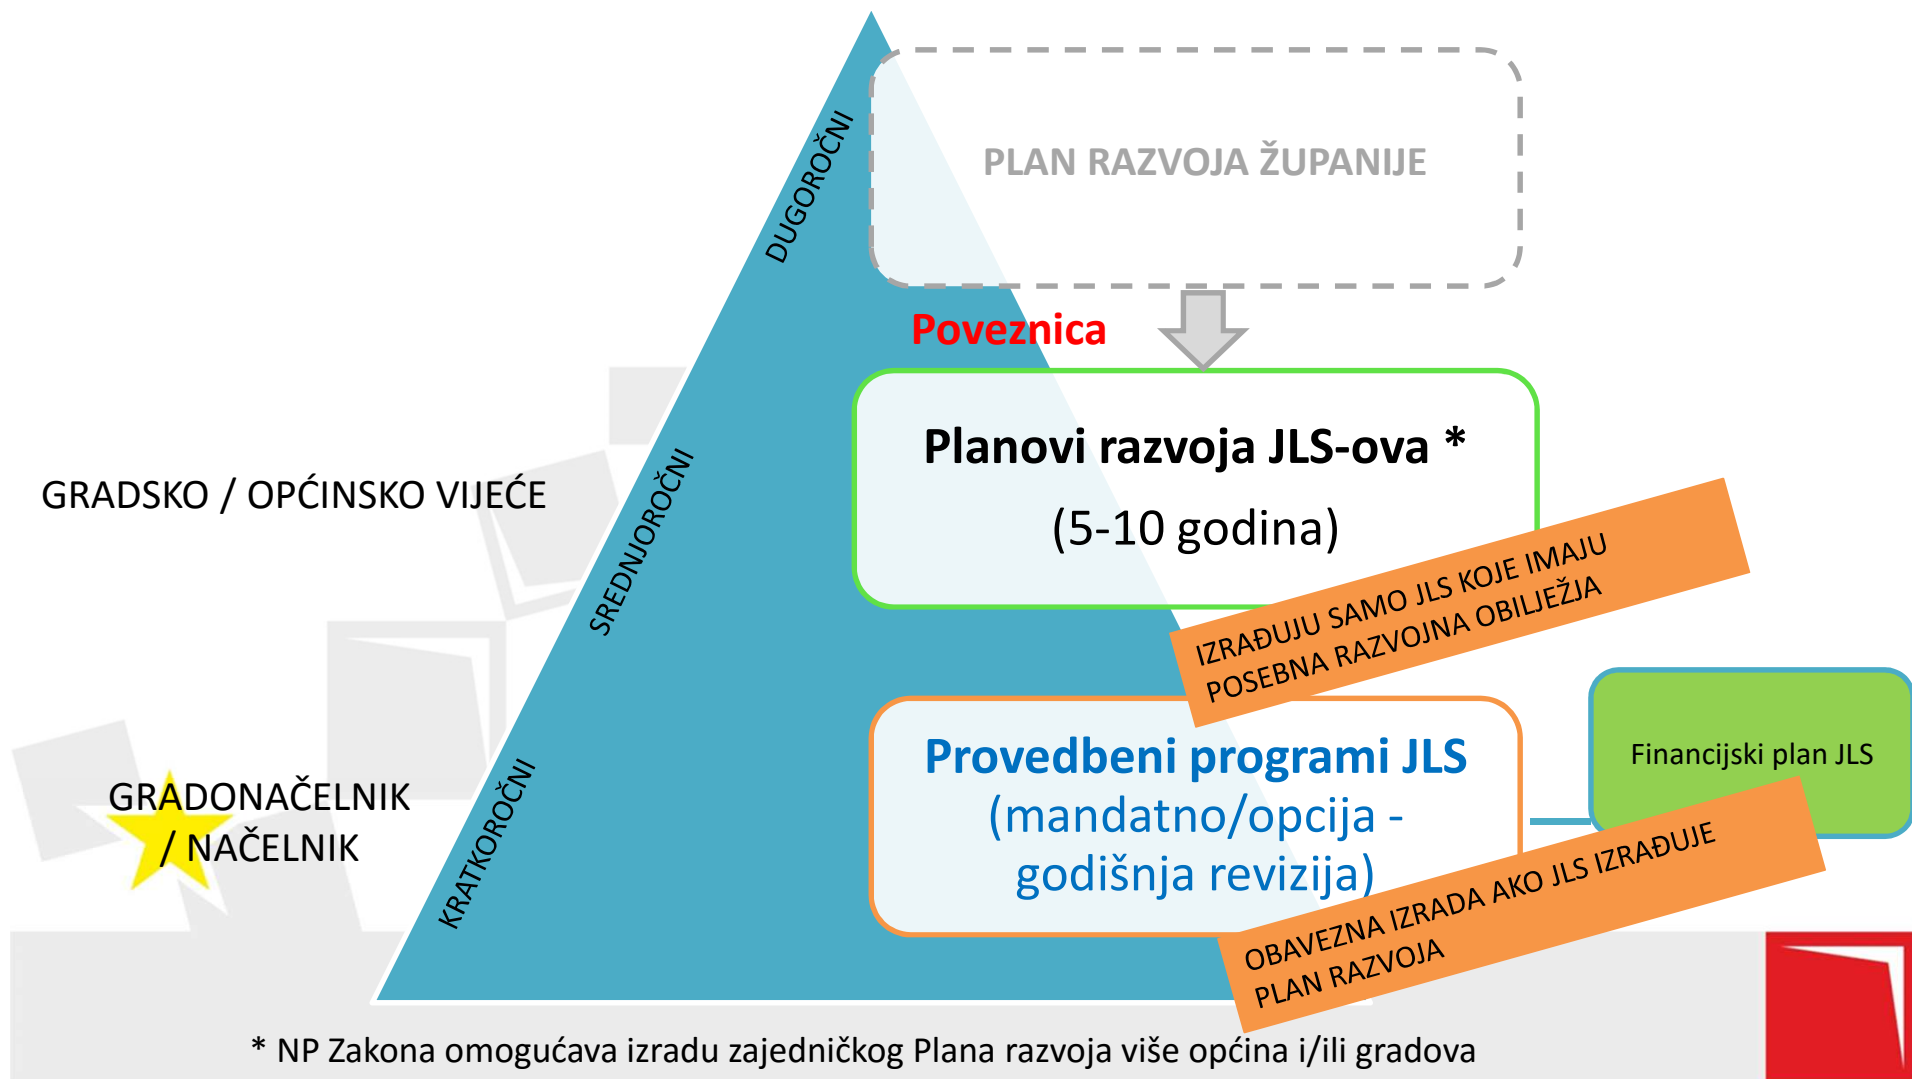 DUGOROČNI
PLAN RAZVOJA ŽUPANIJE
Poveznica
GRADSKO / OPĆINSKO VIJEĆE
SREDNJOROČNI
Planovi razvoja JLS-ova *
(5-10 godina)
IZRAĐUJU SAMO JLS KOJE IMAJU
POSEBNA RAZVOJNA OBILJEŽJA
GRADONAČELNIK
/ NAČELNIK
KRATKOROČNI
Provedbeni programi JLS
(mandatno/opcija -
godišnja revizija)
Financijski plan JLS
OBAVEZNA IZRADA AKO JLS IZRAĐUJE
PLAN RAZVOJA
* NP Zakona omogućava izradu zajedničkog Plana razvoja više općina i/ili gradova